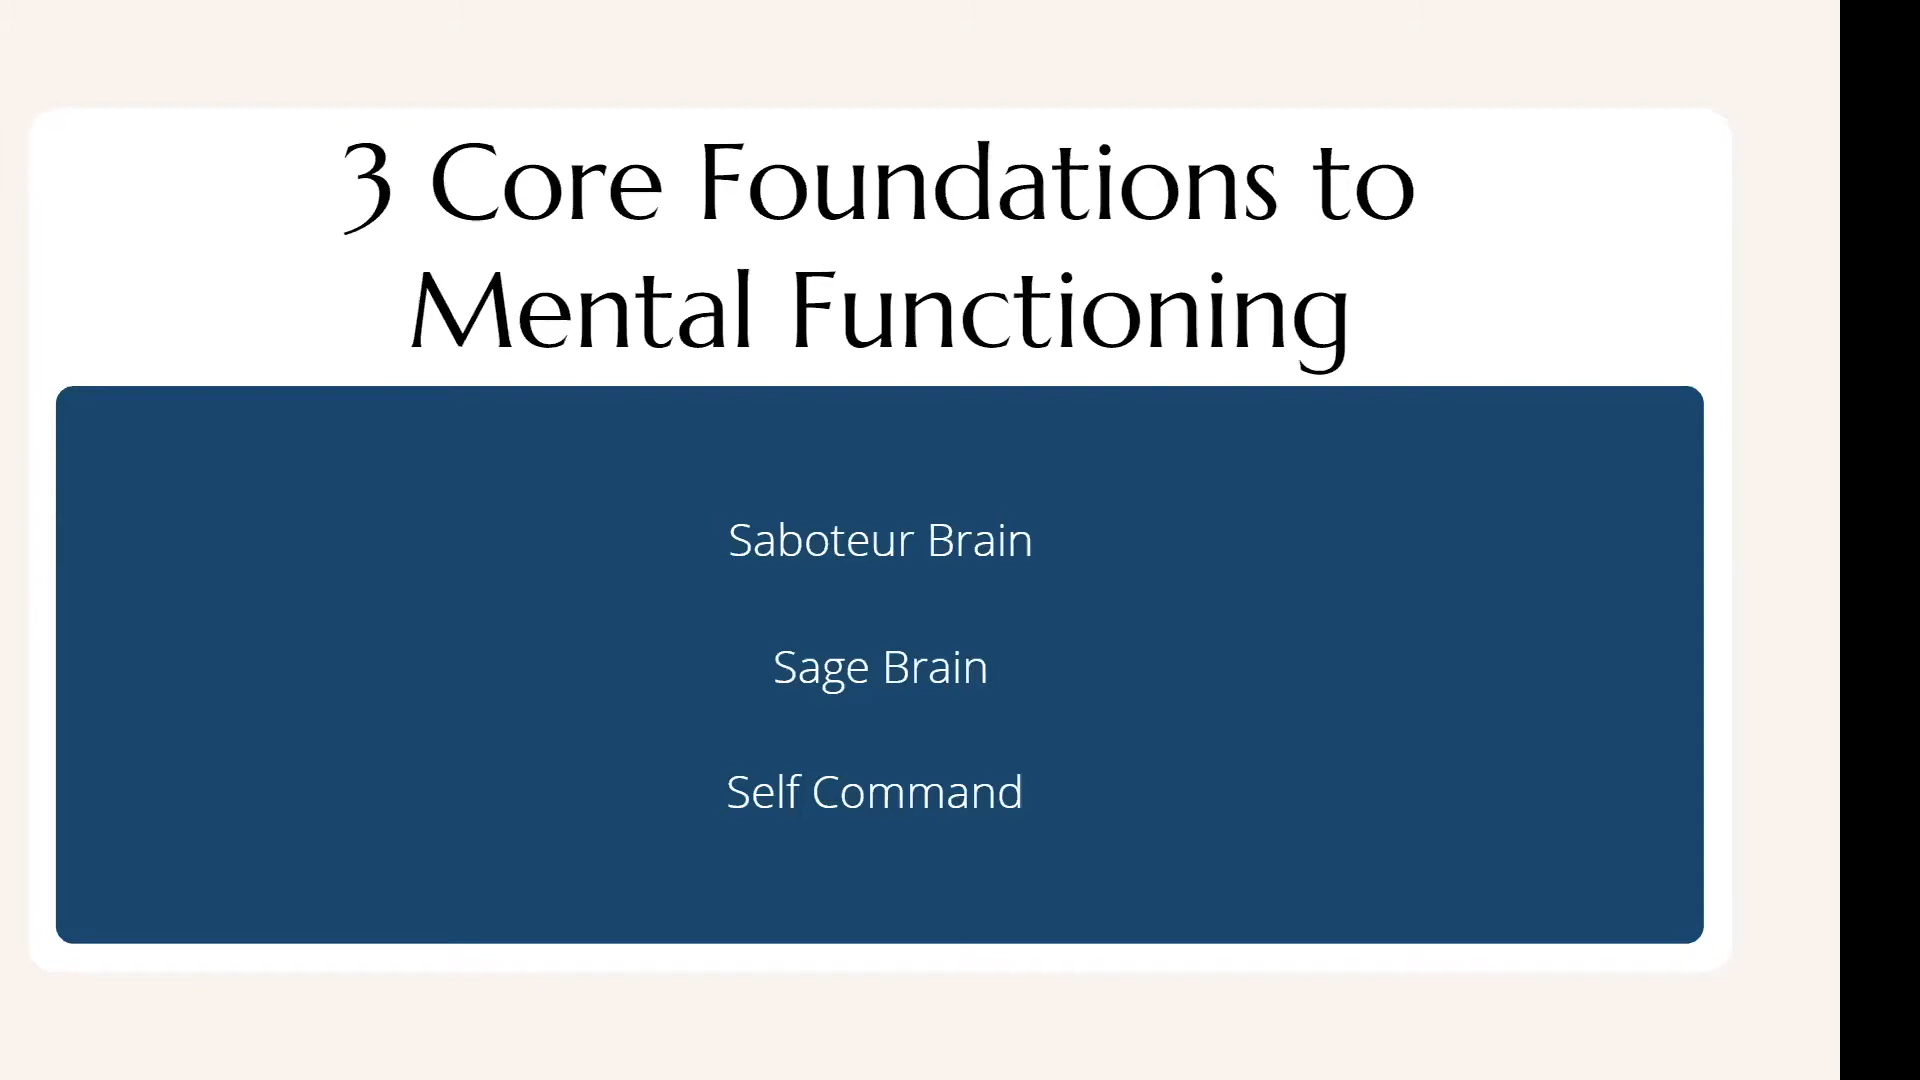 3 Core Foundations to
Mental Functioning
Saboteur Brain
Sage Brain
Self Command